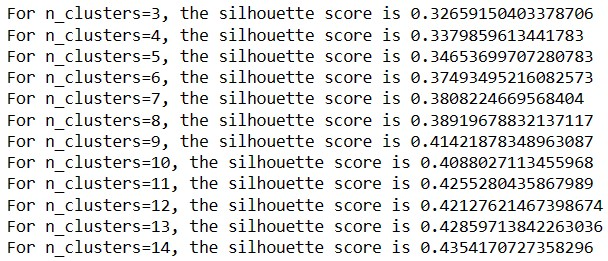 For n_clusters=3, the silhouette score is 0.32659150403378706
For n_clusters=4, the silhouette score is 0.3379859613441783
For n_clusters=5, the silhouette score is 0.34653699707280783
For n_clusters=6, the silhouette score is 0.37493495216082573
For n_clusters=7, the silhouette score is 0.3808224669568404
For n_clusters=8, the silhouette score is 0.38919678832137117
For n_clusters=9, the silhouette score is 0.41421878348963087
For n_clusters=10, the silhouette score is 0.4088027113455968
For n_clusters=11, the silhouette score is 0.4255280435867989
For n_clusters=12, the silhouette score is 0.42127621467398674
For n_clusters=13, the silhouette score is 0.42859713842263036
For n_clusters=14, the silhouette score is 0.4354170727358296